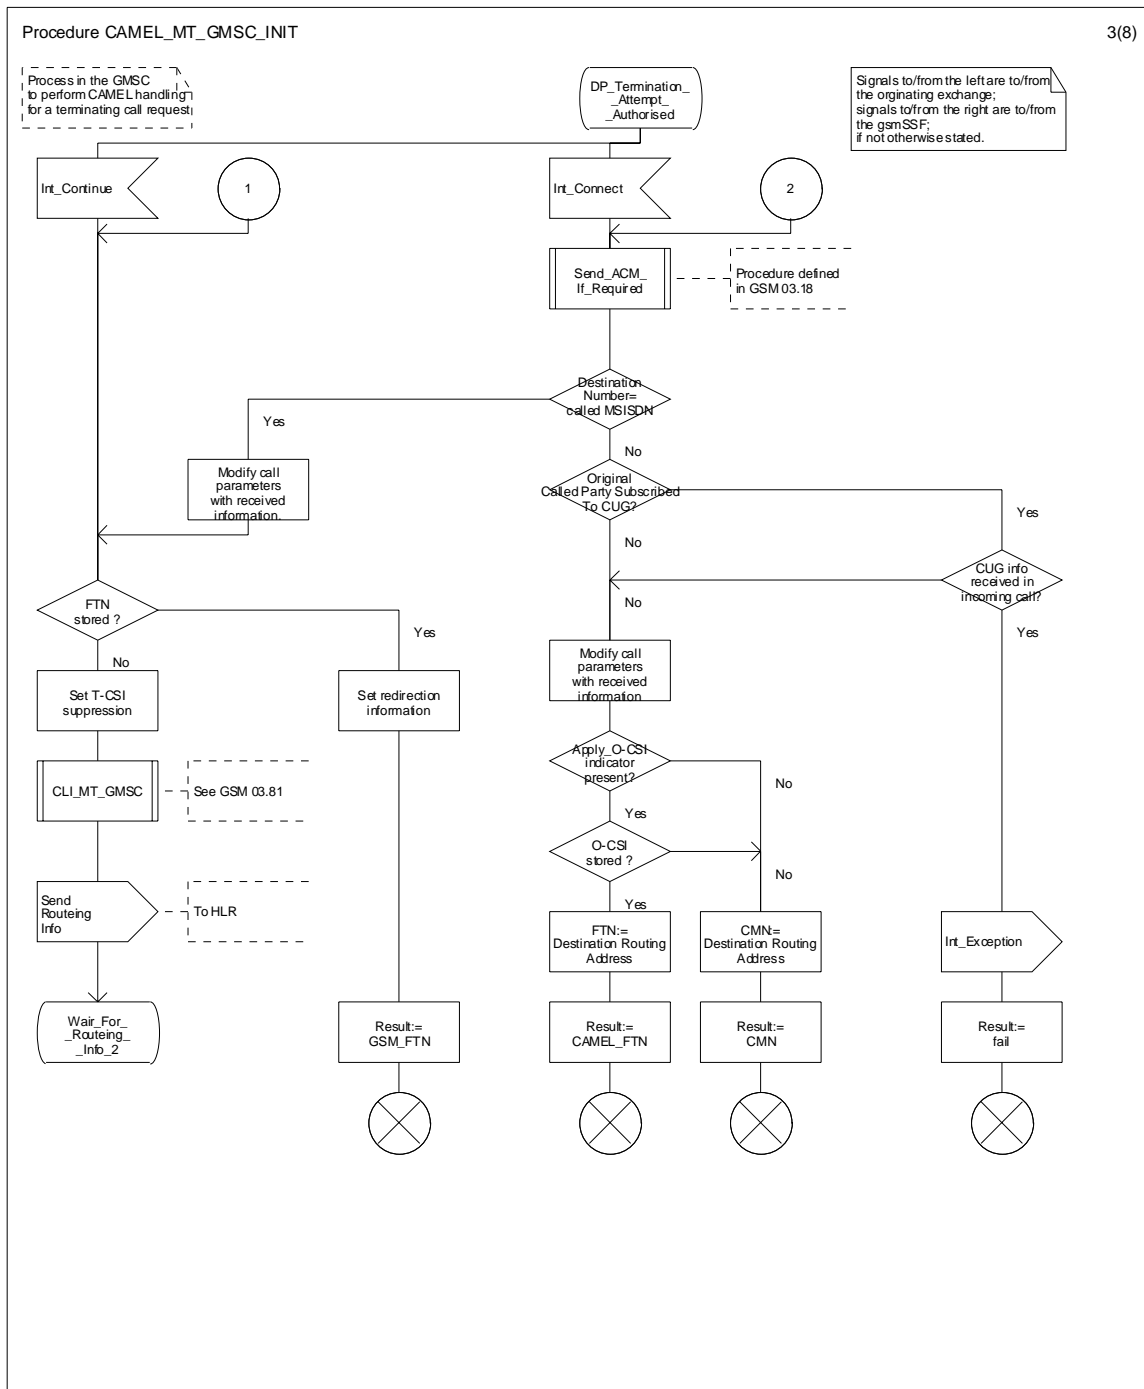 Procedure CAMEL_MT_GMSC_INIT
3(8)
Process in the GMSC
to perform CAMEL handling
for a terminating call request
DP_Termination_
_Attempt_
_Authorised
Signals to/from the left are to/from
the orginating exchange;
signals to/from the right are to/from
the gsmSSF;
if not otherwise stated.
Int_Continue
1
Int_Connect
2
Send_ACM_
If_Required
Procedure defined
in GSM 03.18
Destination
Number=
called MSISDN
Yes
No
Modify call
parameters
with received
information.
Original
Called Party Subscribed
To CUG?
Yes
No
CUG info
received in
incoming call?
No
Yes
FTN
stored ?
Yes
No
Modify call
parameters
with received
information
Set T-CSI
suppression
Set redirection
information
Apply_O-CSI
indicator
present?
No
Yes
CLI_MT_GMSC
See GSM 03.81
O-CSI
stored ?
No
Yes
Send
Routeing
Info
To HLR
FTN:=
Destination Routing
Address
CMN:=
Destination Routing
Address
Int_Exception
Wair_For_
_Routeing_
_Info_2
Result:=
GSM_FTN
Result:=
CAMEL_FTN
Result:=
CMN
Result:=
fail